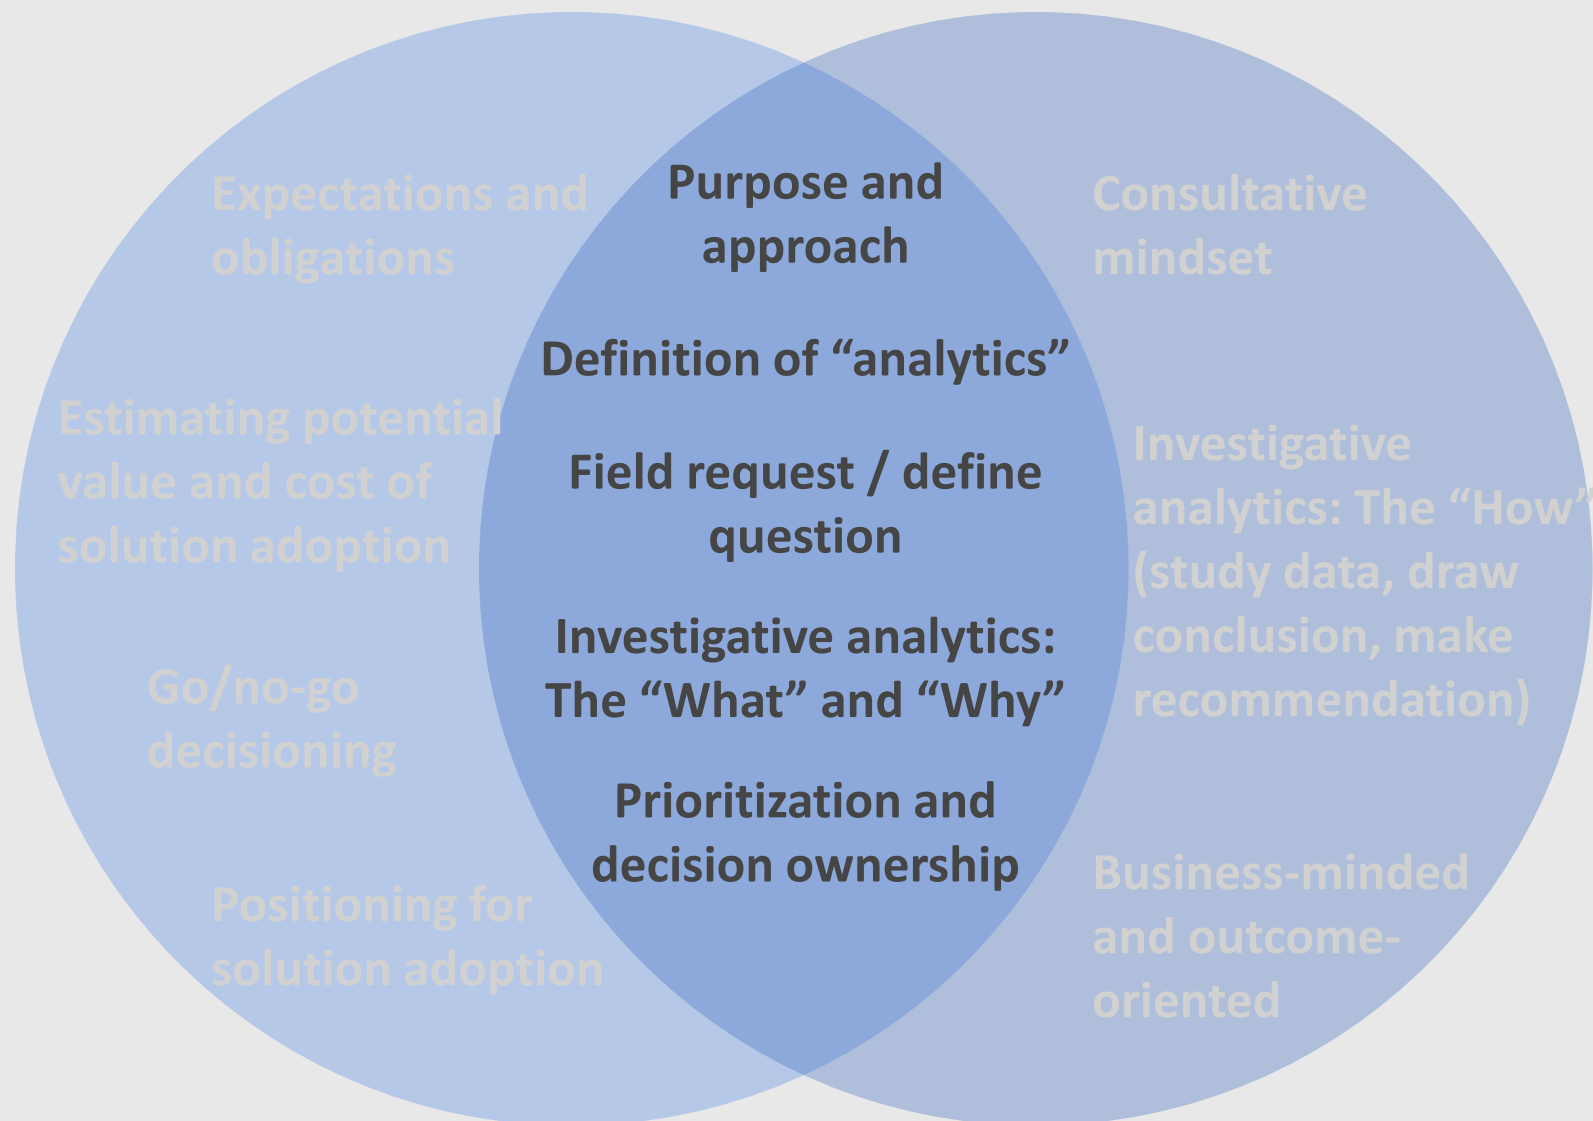 Expectations and
obligations
Estimating potential
value and cost of
solution adoption
Go/no-go
decisioning
Positioning for
solution adoption
Purpose and
approach
Definition of “analytics”
Field request / define
question
Investigative analytics:
The “What” and “Why”
Prioritization and
decision ownership
Consultative
mindset
Investigative
analytics: The “How”
(study data, draw
conclusion, make
recommendation)
Business-minded
and outcome-
oriented